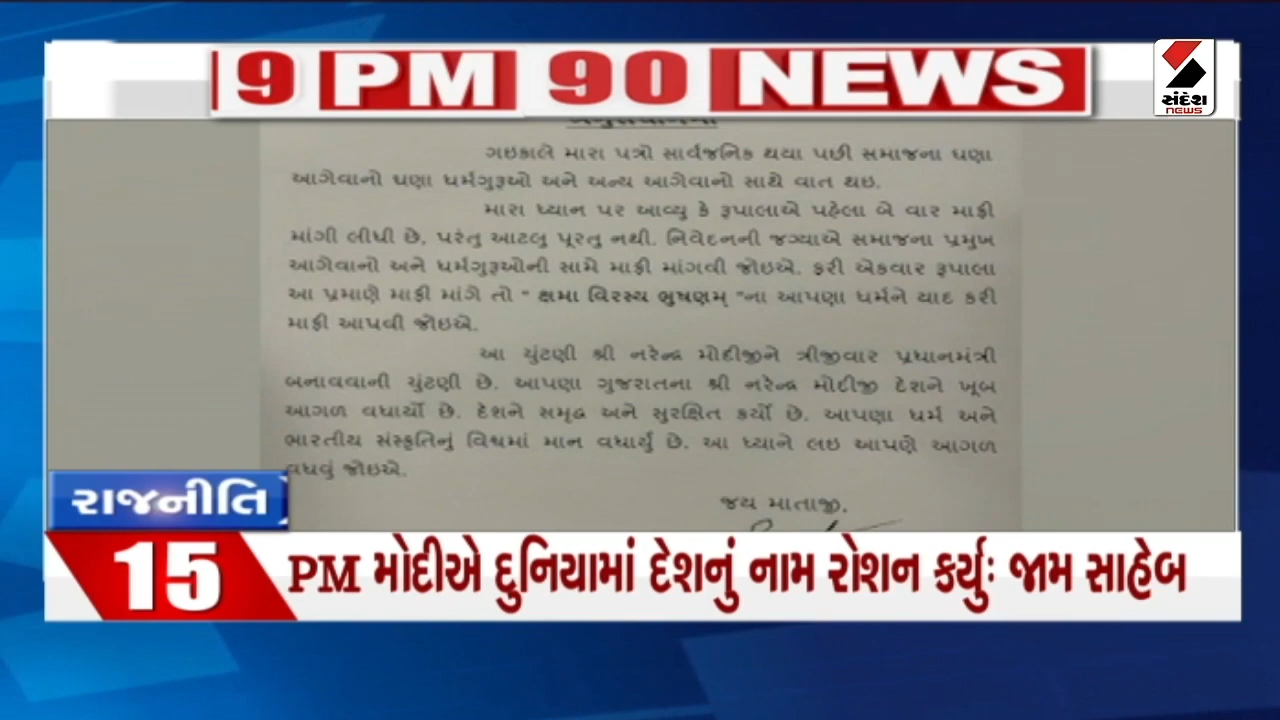 9 PM 90 NEWS
સંદેશ
NEWS
ગઇકાલે મારા પત્રો સાર્વજનિક થયા પછી સમાજના ઘણા
આગેવાનો ઘણા ધર્મગુરૂઓ અને અન્ય આગેવાનો સાથે વાત થઇ.
મારા ધ્યાન પર આવ્યુ કે રૂપાલાએ પહેલા બે વાર માફી
માંગી લીધી છે, પરંતુ આટલુ પૂરતુ નથી. નિવેદનની જગ્યાએ સમાજના પ્રમુખ
આગેવાનો અને ધર્મગુરૂઓની સામે માફી માંગવી જોઇએ. ફરી એકવાર રૂપાલા
આ પ્રમાણે માફી માંગે તો " ક્ષમા વિરસ્ય ભુષણમ્ "ના આપણા ધર્મને યાદ કરી
માફી આપવી જોઇએ.
આ ચુંટણી શ્રી નરેન્દ્ર મોદીજીને ત્રીજીવાર પ્રધાનમંત્રી
બનાવવાની ચુંટણી છે. આપણા ગુજરાતના શ્રી નરેન્દ્ર મોદીજી દેશને ખૂબ
આગળ વધાર્યો છે. દેશને સમૃદ્ધ અને સુરક્ષિત કર્યો છે. આપણા ધર્મ અને
ભારતીય સંસ્કૃતિનું વિશ્વમાં માન વધાર્યું છે. આ ધ્યાને લઇ આપણે આગળ
વધવું જોઇએ.
જય માતાજી.
રાજનીતિ
15 PM મોદીએ દુનિયામાં દેશનું નામ રોશન કર્યુઃ જામ સાહેબ